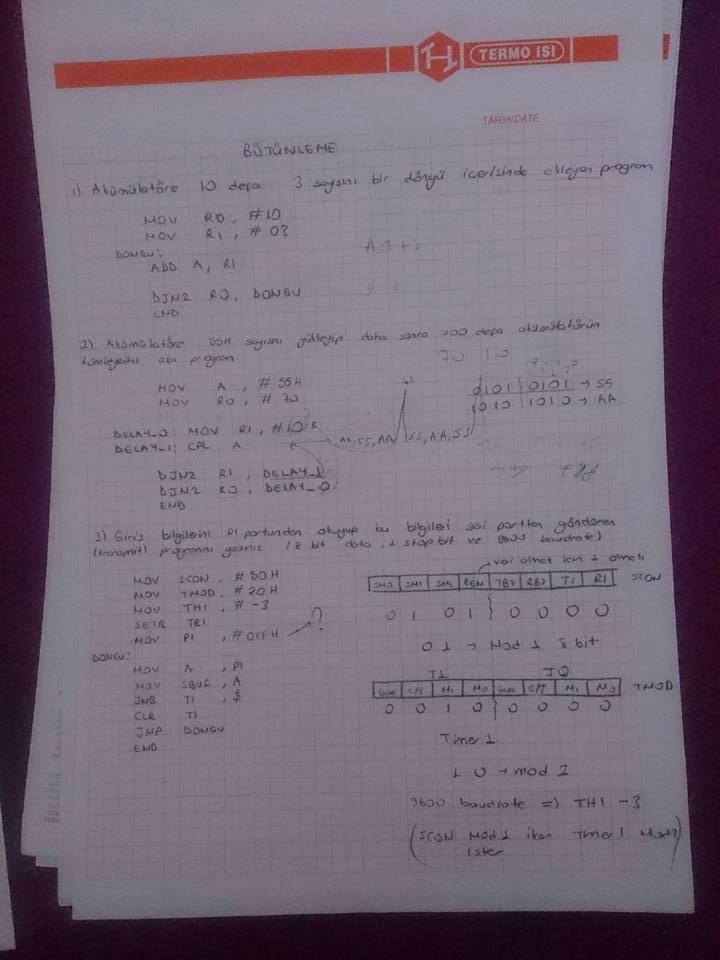 TERMO ISI
TARİH/DATE
BÜTÜNLEME
1) Akümülatöre 10 defa 3 sayısını bir döngü içerisinde ekleyen program
MOV R0, #10
MOV R1, #03
DONGU:
ADD A, R1
DJNZ R0, DONGU
END
2) Akümülatöre 55H sayısını yükleyip daha sonra 700 defa akümülatörün
tümleyenini alan program
70 10
MOV A, #55H
MOV R0, #70
0101 0101 → 55
1010 1010 → AA
DELAY_0: MOV R1, #10
DELAY_1: CPL A
AA, 55, AA
55, AA, 55
DJNZ R1, DELAY_1
DJNZ R0, DELAY_0
END
3) Giriş bilgilerini P1 portundan okuyup bu bilgileri seri porttan gönderen
(transmit) programını yazınız (8 bit data, 1 stop bit ve 9600 baudrate)
veri almak için 1 olmalı
MOV SCON, #50H
MOV TMOD, #20H
MOV TH1, #-3
SETB TR1
MOV P1, #0FFH → ?
DONGU:
MOV A, P1
MOV SBUF, A
JNB TI, $
CLR TI
JMP DONGU
END
SM0 SM1 SM2 REN TB8 RB8 TI RI SCON
0 1 0 1 0 0 0 0
01 → Mod 1 8 bit
T1 T0
Gate C/T M1 M0 Gate C/T M1 M0 TMOD
0 0 1 0 0 0 0 0
Timer 1
1 0 → mod 2
9600 baudrate => TH1 -3
(SCON Mod 1 iken Timer 1 Mod 2
ister)